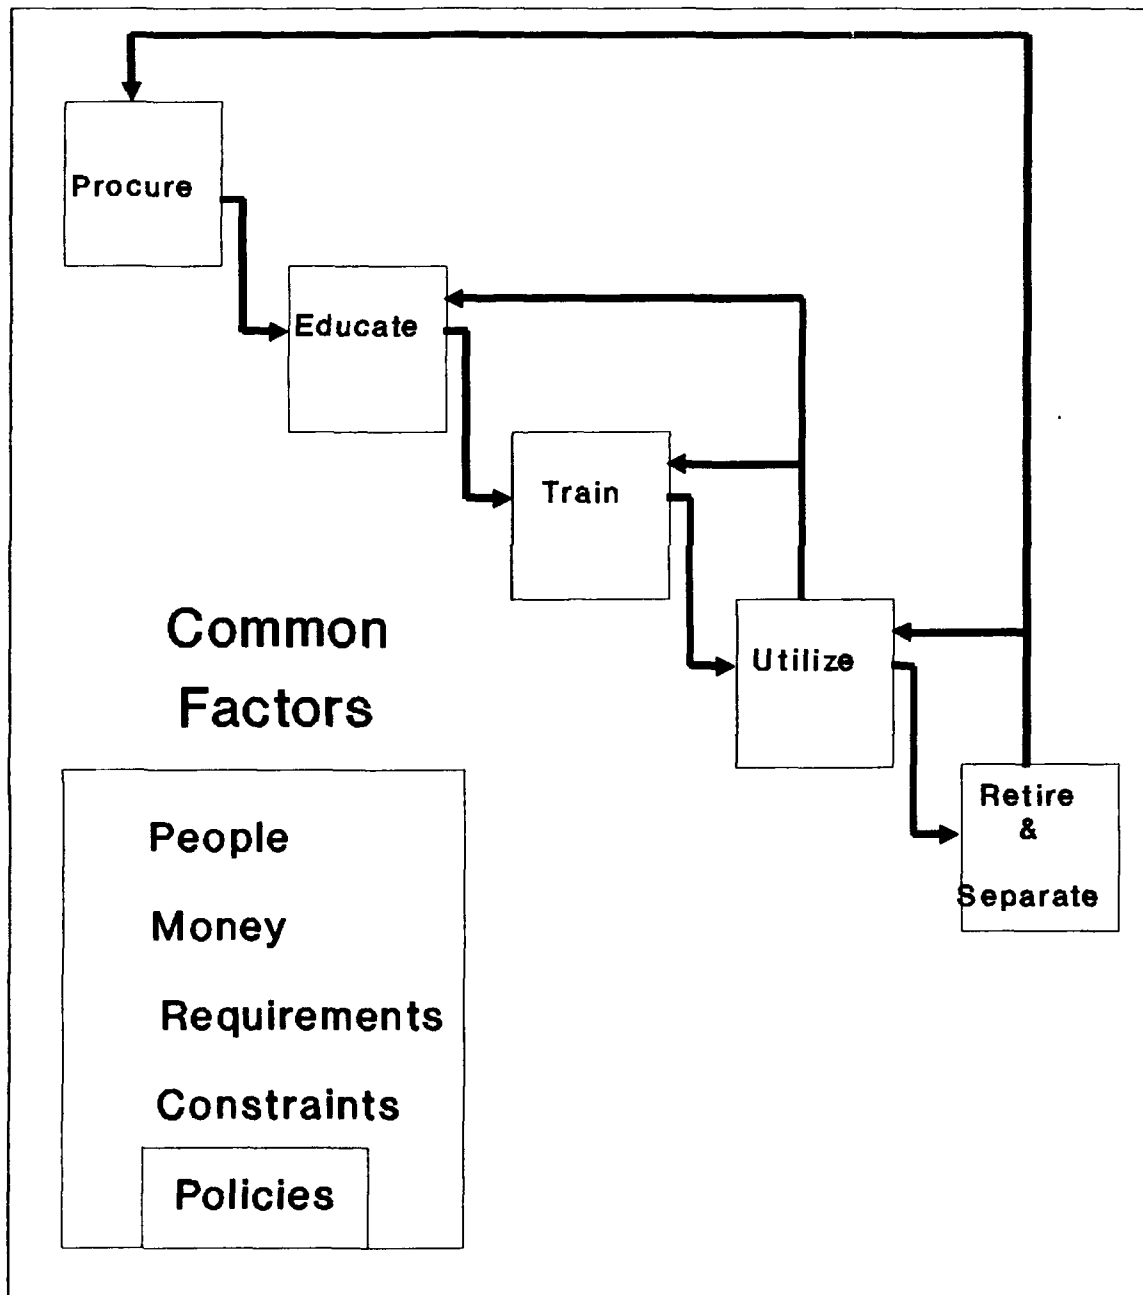 Procure
Educate
Train
Utilize
Retire
&
Separate
Common
Factors
People
Money
Requirements
Constraints
Policies